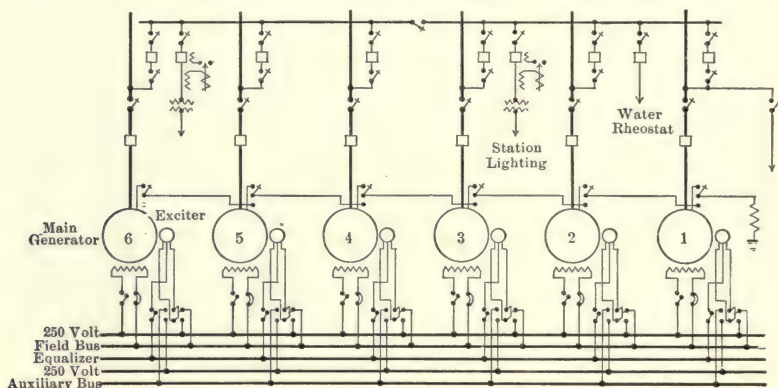 Water
Rheostat
Station
Lighting
Exciter
Main
Generator
6
5
4
3
2
1
250 Volt
Field Bus
Equalizer
250 Volt
Auxiliary Bus